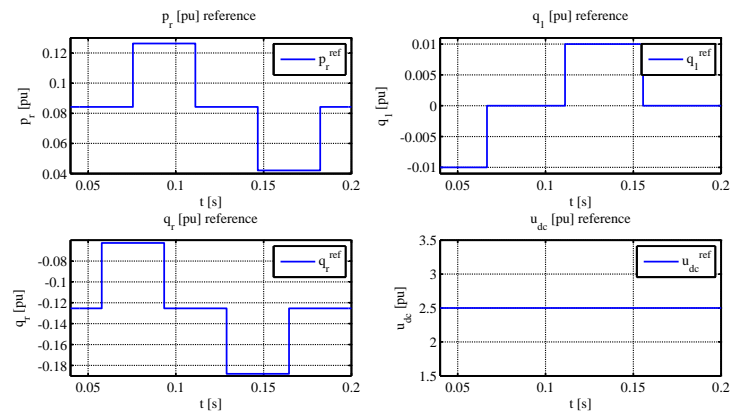 p_r [pu] reference
0.12
0.1
0.08
0.06
0.04
p_r [pu]
p_r^ref
0.05 0.1 0.15 0.2
t [s]
q_1 [pu] reference
0.01
0.005
0
-0.005
-0.01
q_1 [pu]
q_1^ref
0.05 0.1 0.15 0.2
t [s]
q_r [pu] reference
-0.08
-0.1
-0.12
-0.14
-0.16
-0.18
q_r [pu]
q_r^ref
0.05 0.1 0.15 0.2
t [s]
u_dc [pu] reference
3.5
3
2.5
2
1.5
u_dc [pu]
u_dc^ref
0.05 0.1 0.15 0.2
t [s]